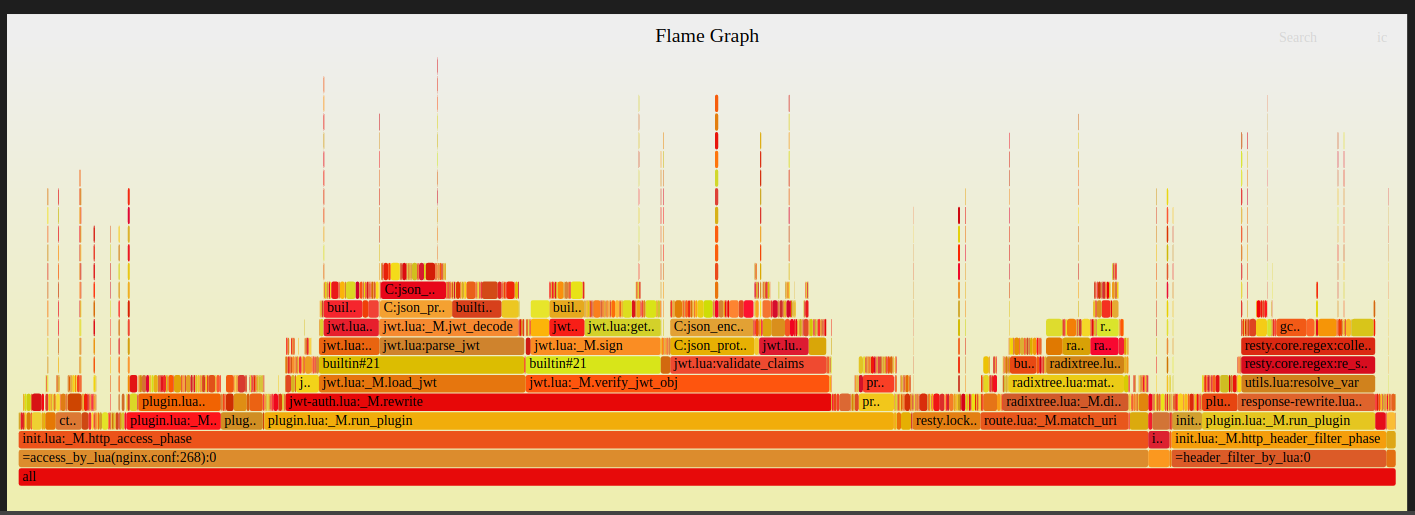 Flame Graph
Search ic
C:json_..
buil.. C:json_pr.. builti.. buil..
jwt.lua.. jwt.lua:_M.jwt_decode jwt.. jwt.lua:get.. C:json_enc.. r.. gc..
jwt.lua:.. jwt.lua:parse_jwt jwt.lua:_M.sign C:json_prot.. jwt.lu.. ra.. ra.. resty.core.regex:colle..
builtin#21 builtin#21 jwt.lua:validate_claims bu.. radixtree.lu.. resty.core.regex:re_s..
j.. jwt.lua:_M.load_jwt jwt.lua:_M.verify_jwt_obj pr.. radixtree.lua:mat.. utils.lua:resolve_var
plugin.lua.. jwt-auth.lua:_M.rewrite pr.. radixtree.lua:_M.di.. plu.. response-rewrite.lua..
ct.. plugin.lua:_M.. plug.. plugin.lua:_M.run_plugin resty.lock.. route.lua:_M.match_uri init.. plugin.lua:_M.run_plugin
init.lua:_M.http_access_phase i.. init.lua:_M.http_header_filter_phase
=access_by_lua(nginx.conf:268):0 =header_filter_by_lua:0
all